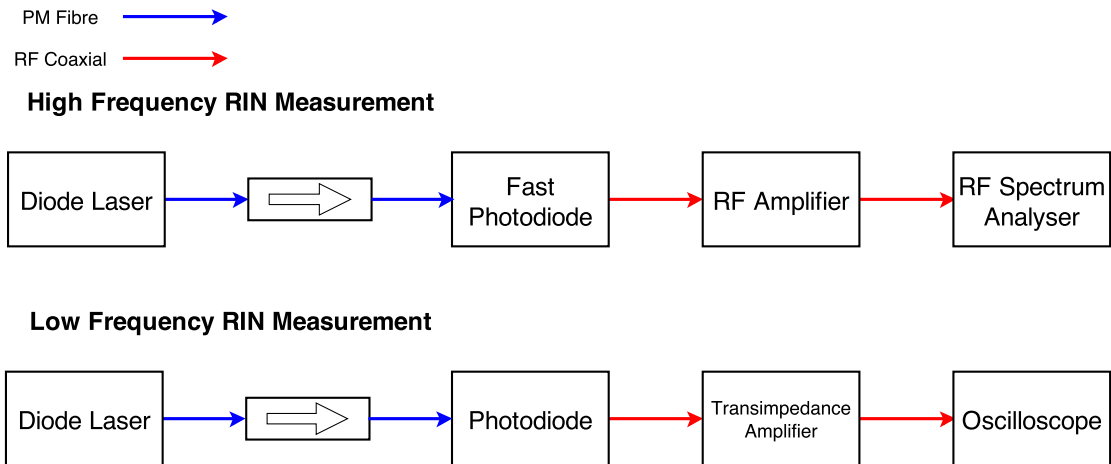 PM Fibre
RF Coaxial
High Frequency RIN Measurement
Diode Laser
Fast
Photodiode
RF Amplifier
RF Spectrum
Analyser
Low Frequency RIN Measurement
Diode Laser
Photodiode
Transimpedance
Amplifier
Oscilloscope